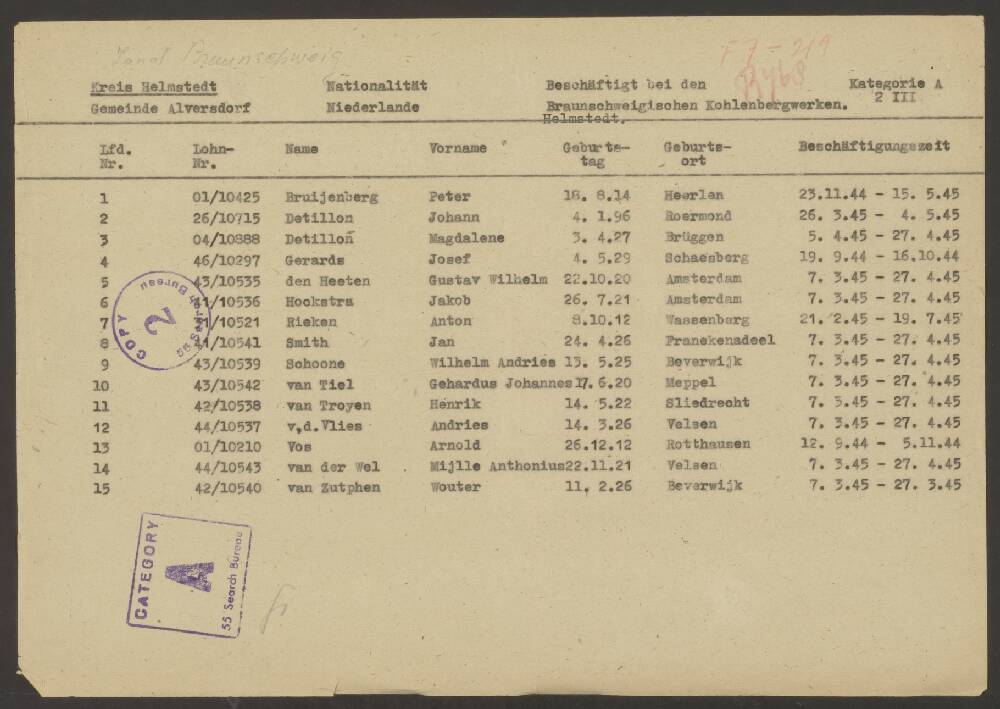 Land Braunschweig
F7-219
Kreis Helmstedt Nationalität Beschäftigt bei den Kategorie A
Gemeinde Alversdorf Niederlande Braunschweigischen Kohlenbergwerken. 2 III
Helmstedt.
Lfd. Lohn- Name Vorname Geburts- Geburts- Beschäftigungszeit
Nr. Nr. tag ort
1 01/10425 Bruijenberg Peter 18. 8.14 Heerlen 23.11.44 - 15. 5.45
2 26/10715 Detillon Johann 4. 1.96 Roermond 26. 3.45 - 4. 5.45
3 04/10888 Detillon Magdalene 3. 4.27 Brüggen 5. 4.45 - 27. 4.45
4 46/10297 Gerards Josef 4. 5.29 Schaesberg 19. 9.44 - 16.10.44
5 43/10535 den Heeten Gustav Wilhelm 22.10.20 Amsterdam 7. 3.45 - 27. 4.45
6 41/10536 Hockstra Jakob 26. 7.21 Amsterdam 7. 3.45 - 27. 4.45
7 31/10521 Rieken Anton 8.10.12 Wassenberg 21. 2.45 - 19. 7.45
8 41/10541 Smith Jan 24. 4.26 Franekenadeel 7. 3.45 - 27. 4.45
9 43/10539 Schoone Wilhelm Andries 13. 5.25 Beverwijk 7. 3.45 - 27. 4.45
10 43/10542 van Tiel Gehardus Johannes 17. 6.20 Meppel 7. 3.45 - 27. 4.45
11 42/10538 van Troyen Henrik 14. 5.22 Sliedrecht 7. 3.45 - 27. 4.45
12 44/10537 v.d.Vlies Andries 14. 3.26 Velsen 7. 3.45 - 27. 4.45
13 01/10210 Vos Arnold 26.12.12 Rotthausen 12. 9.44 - 5.11.44
14 44/10543 van der Wel Mijlle Anthonius 22.11.21 Velsen 7. 3.45 - 27. 4.45
15 42/10540 van Zutphen Wouter 11. 2.26 Beverwijk 7. 3.45 - 27. 3.45
COPY
2
55 Search Bureau
CATEGORY
A
55 Search Bureau